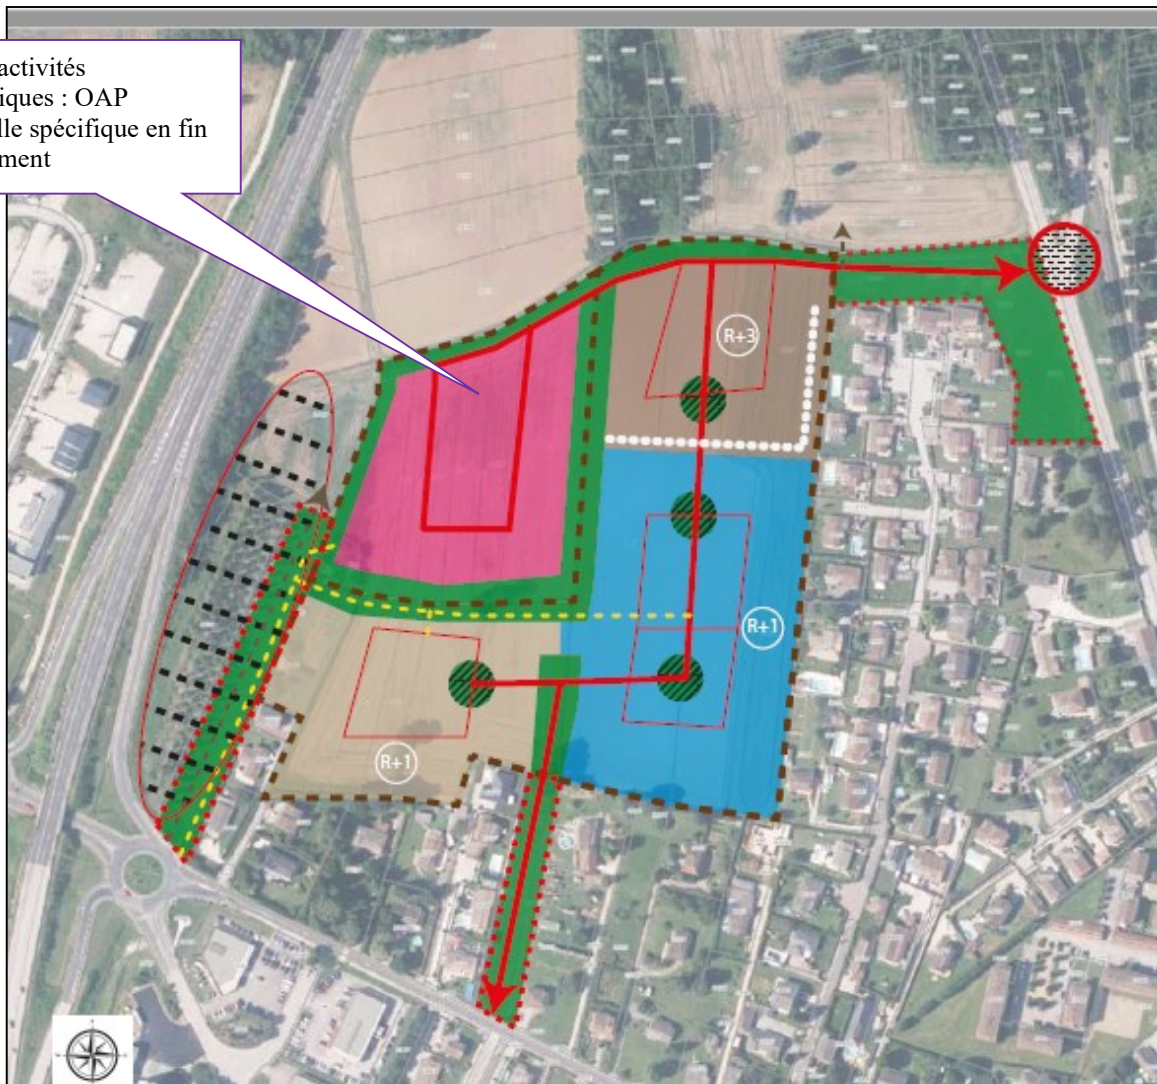 activités
iques : OAP
lle spécifique en fin
ment
R+3
R+1
R+1